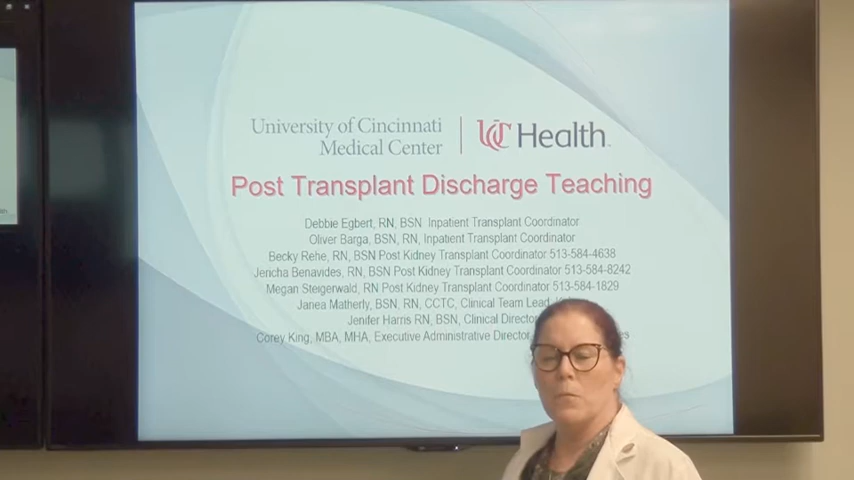 University of Cincinnati
Medical Center
UC Health
Post Transplant Discharge Teaching
Debbie Egbert, RN, BSN Inpatient Transplant Coordinator
Oliver Barga, BSN, RN, Inpatient Transplant Coordinator
Becky Rehe, RN, BSN Post Kidney Transplant Coordinator 513-584-4638
Jericha Benavides, RN, BSN Post Kidney Transplant Coordinator 513-584-8242
Megan Steigerwald, RN Post Kidney Transplant Coordinator 513-584-1829
Janea Matherly, BSN, RN, CCTC, Clinical Team Lead,
Jenifer Harris RN, BSN, Clinical
Corey King, MBA, MHA, Executive Administrative Director